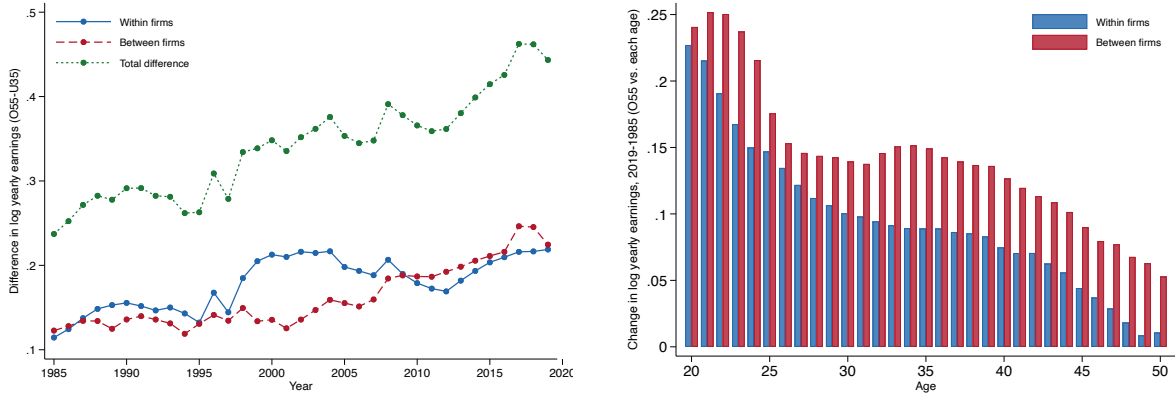 Difference in log yearly earnings (O55-U35)
.5
.4
.3
.2
.1
Within firms
Between firms
Total difference
1985 1990 1995 2000 2005 2010 2015 2020
Year
Change in log yearly earnings, 2019-1985 (O55 vs. each age)
.25
.25
.15
.1
0.05
0
Within firms
Between firms
20 25 30 35 40 45 50
Age